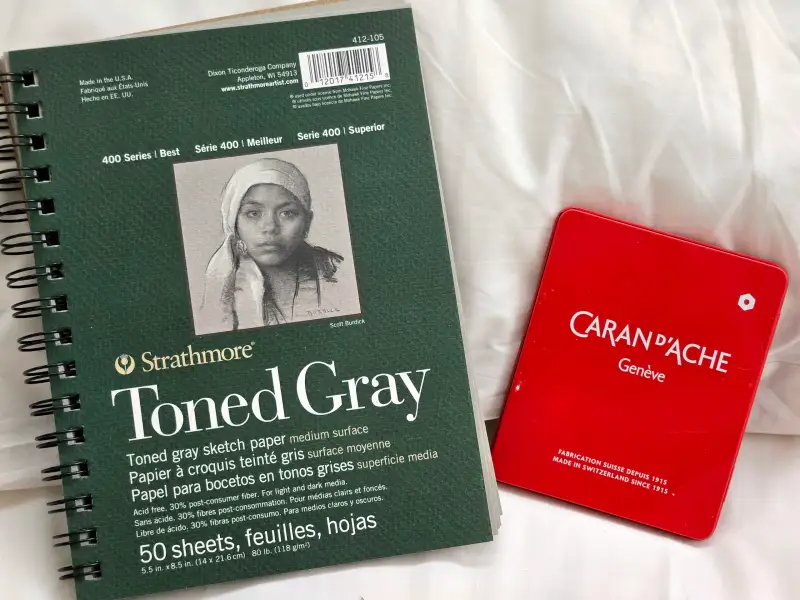 412-105
Made in the U.S.A.
Fabriqué aux États-Unis
Hecho en EE. UU.
Dixon Ticonderoga Company
Appleton, WI 54913
www.strathmoreartist.com
0 12017 41215 8
400 Series | Best Série 400 | Meilleur Serie 400 | Superior
Scott Burdick
Strathmore®
Toned Gray
Toned gray sketch paper medium surface
Papier à croquis teinté gris surface moyenne
Papel para bocetos en tonos grises superficie media
Acid free. 30% post-consumer fiber. For light and dark media.
Sans acide. 30% fibres post-consommation. Pour médias clairs et foncés.
Libre de ácido. 30% fibras post-consumo. Para medios claros y oscuros.
50 sheets, feuilles, hojas
5.5 in. x 8.5 in. (14 x 21.6 cm) 80 lb. (118 g/m²)
CARAN D'ACHE
Genève
FABRICATION SUISSE DEPUIS 1915
MADE IN SWITZERLAND SINCE 1915